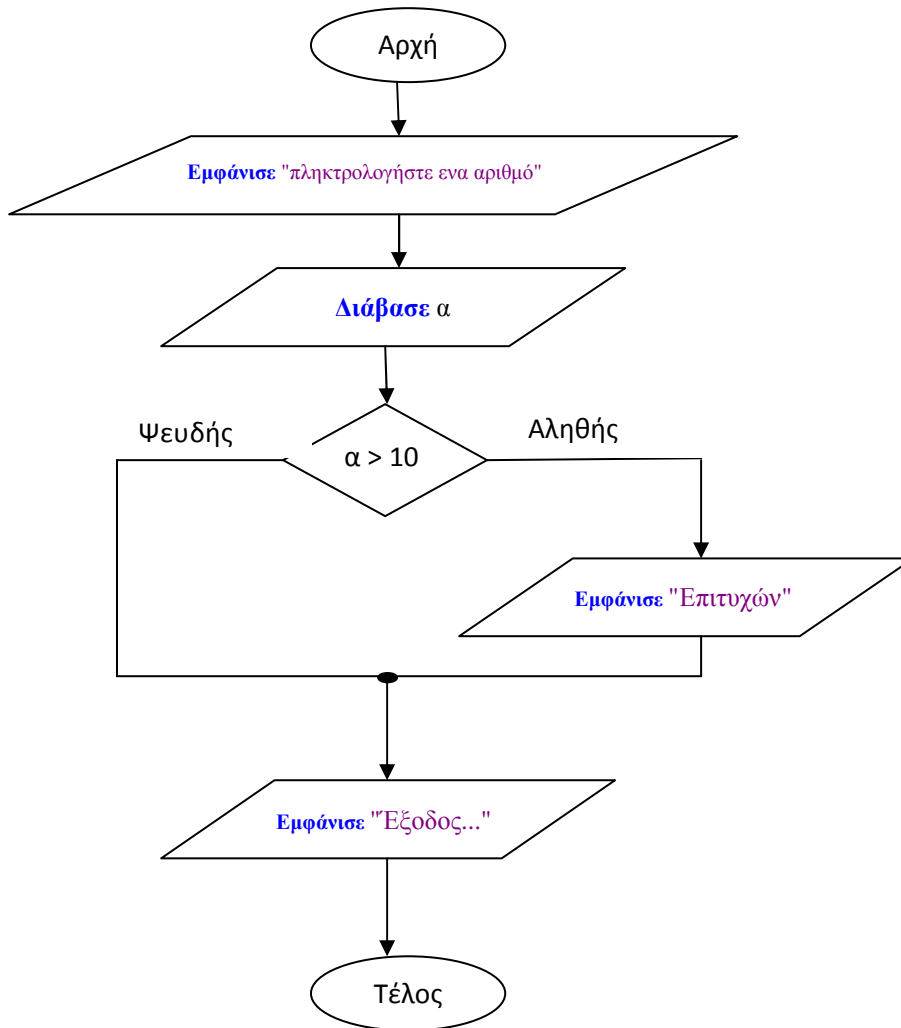 Αρχή
Εμφάνισε "πληκτρολογήστε ενα αριθμό"
Διάβασε α
Ψευδής
α > 10
Αληθής
Εμφάνισε "Επιτυχών"
Εμφάνισε "Έξοδος..."
Τέλος